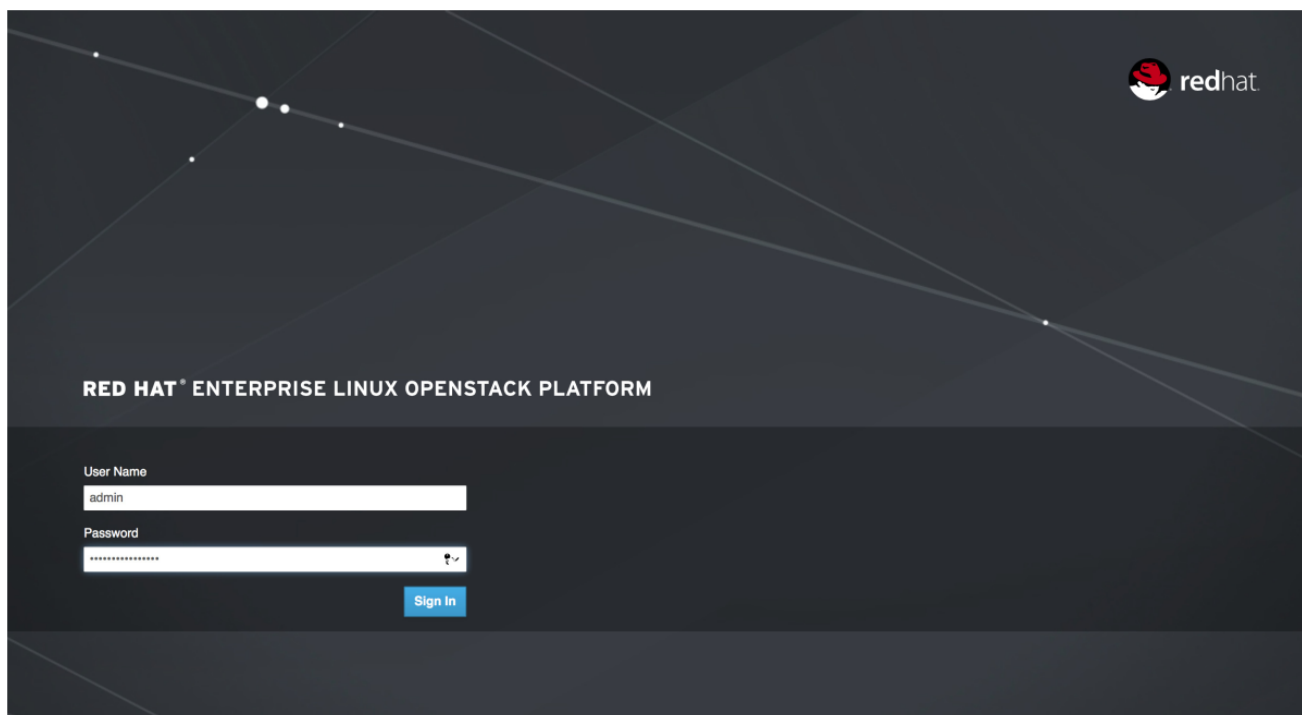 redhat.
RED HAT® ENTERPRISE LINUX OPENSTACK PLATFORM
User Name
admin
Password
••••••••••••••••
Sign In